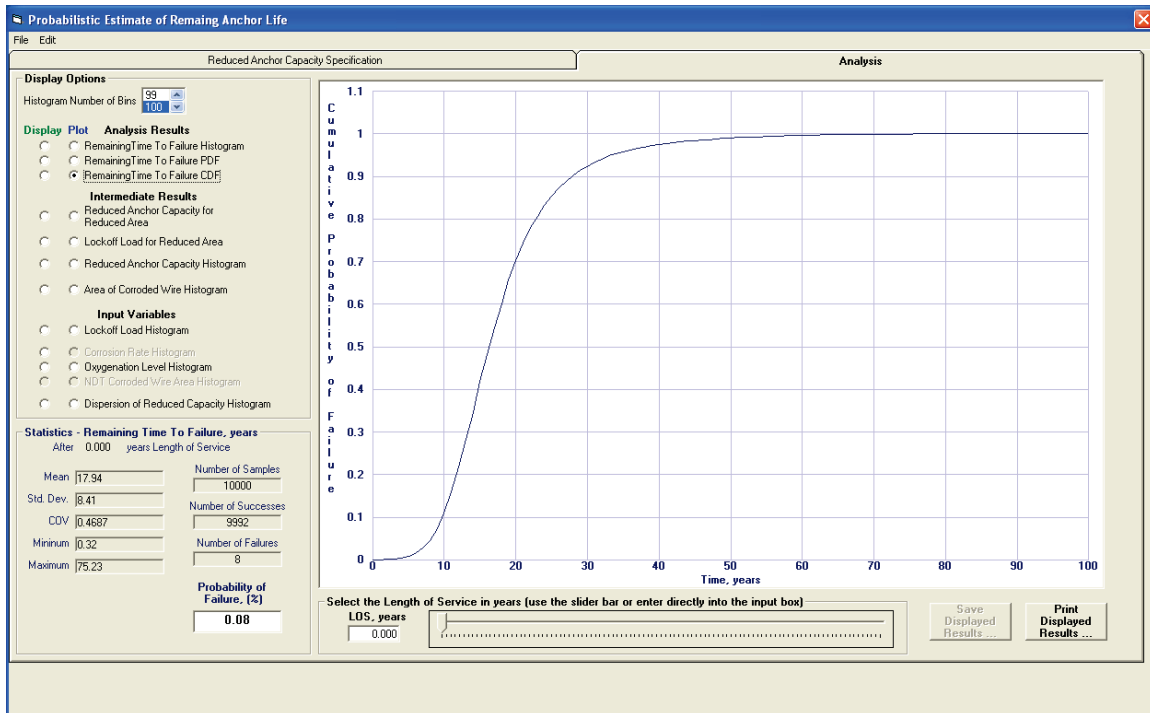 Probabilistic Estimate of Remaing Anchor Life
File Edit
Reduced Anchor Capacity Specification
Analysis
Display Options
Histogram Number of Bins
99
100
Display Plot Analysis Results
RemainingTime To Failure Histogram
RemainingTime To Failure PDF
RemainingTime To Failure CDF
Intermediate Results
Reduced Anchor Capacity for
Reduced Area
Lockoff Load for Reduced Area
Reduced Anchor Capacity Histogram
Area of Corroded Wire Histogram
Input Variables
Lockoff Load Histogram
Corrosion Rate Histogram
Oxygenation Level Histogram
NDT Corroded Wire Area Histogram
Dispersion of Reduced Capacity Histogram
Statistics - Remaining Time To Failure, years
After 0.000 years Length of Service
Mean 17.94
Std. Dev. 8.41
COV 0.4687
Mininum 0.32
Maximum 75.23
Number of Samples
10000
Number of Successes
9992
Number of Failures
8
Probability of
Failure, (%)
0.08
Cumulative Probability of Failure
1.1
1
0.9
0.8
0.7
0.6
0.5
0.4
0.3
0.2
0.1
0
0 10 20 30 40 50 60 70 80 90 100
Time, years
Select the Length of Service in years (use the slider bar or enter directly into the input box)
LOS, years
0.000
Save
Displayed
Results ...
Print
Displayed
Results ...